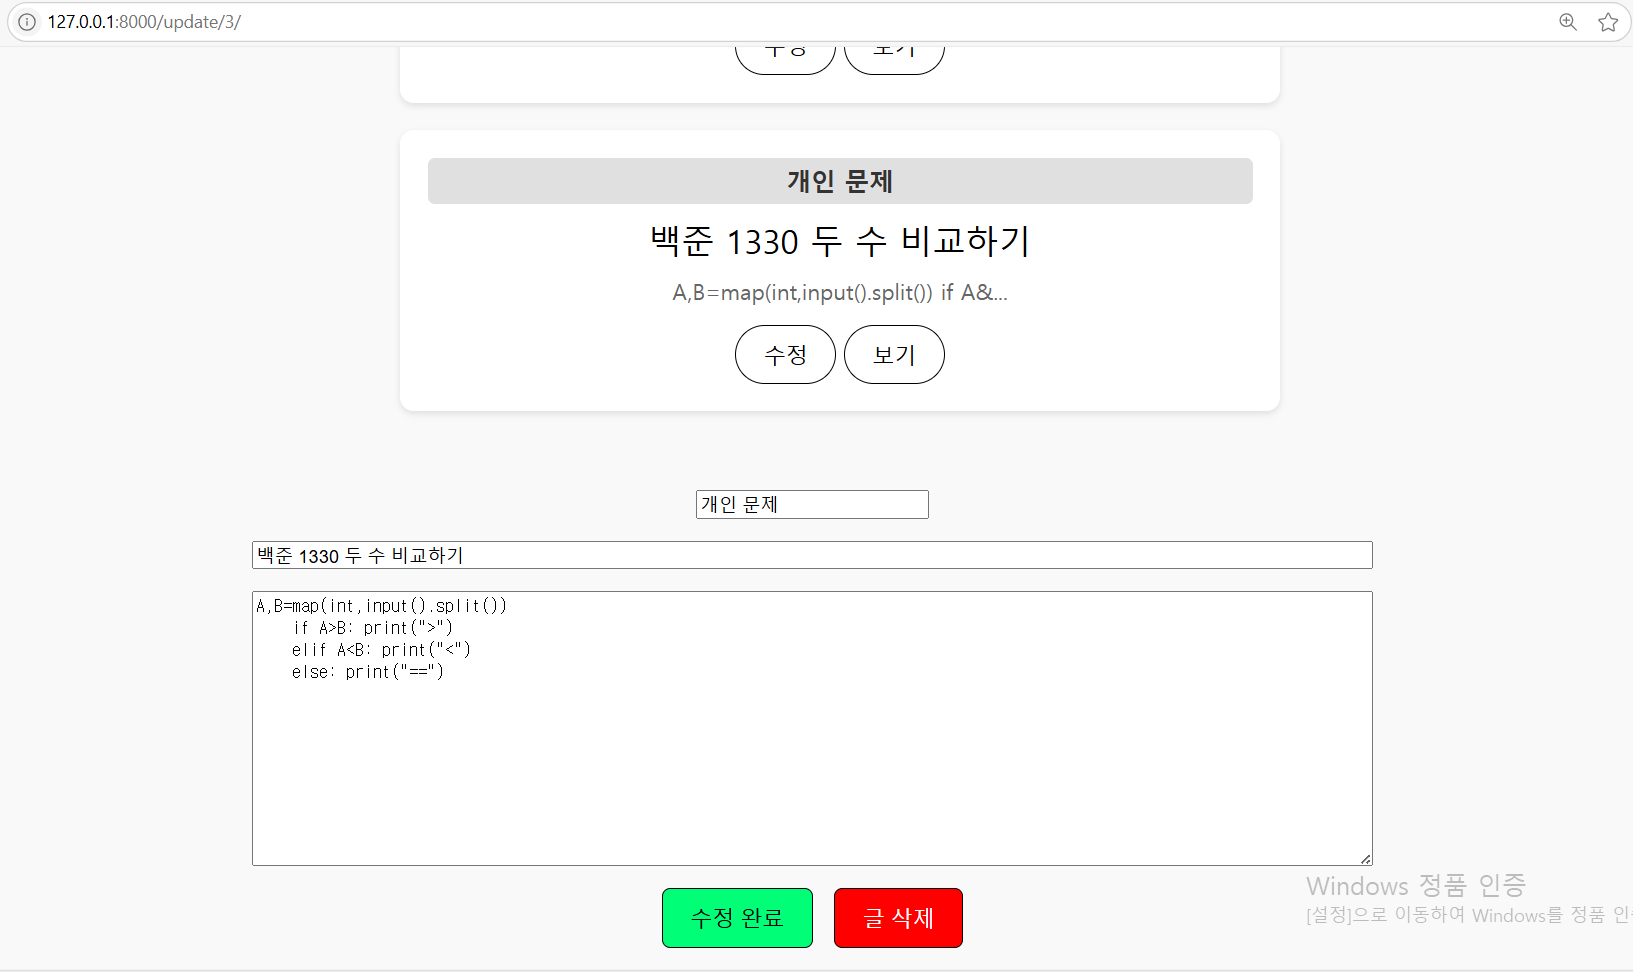 127.0.0.1:8000/update/3/
수정 보기
개인 문제
백준 1330 두 수 비교하기
A,B=map(int,input().split()) if A&...
수정 보기
개인 문제
백준 1330 두 수 비교하기
A,B=map(int,input().split())
if A>B: print(">")
elif A<B: print("<")
else: print("==")
수정 완료 글 삭제
Windows 정품 인증
[설정]으로 이동하여 Windows를 정품